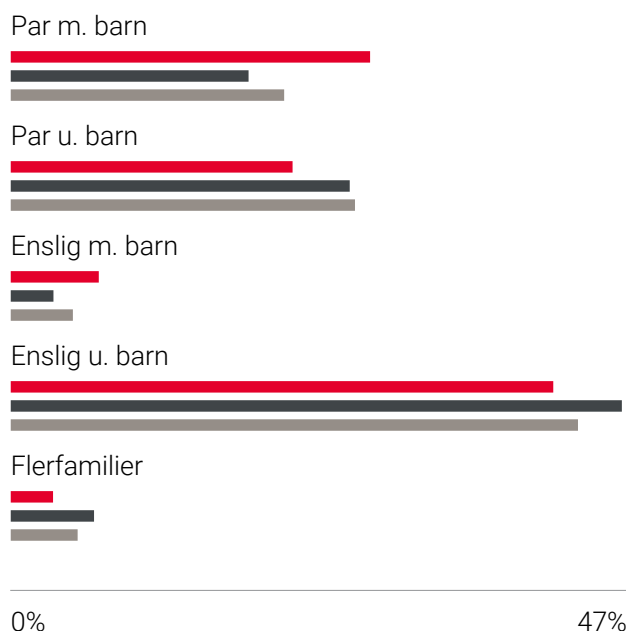 Par m. barn
Par u. barn
Enslig m. barn
Enslig u. barn
Flerfamilier
0% 47%